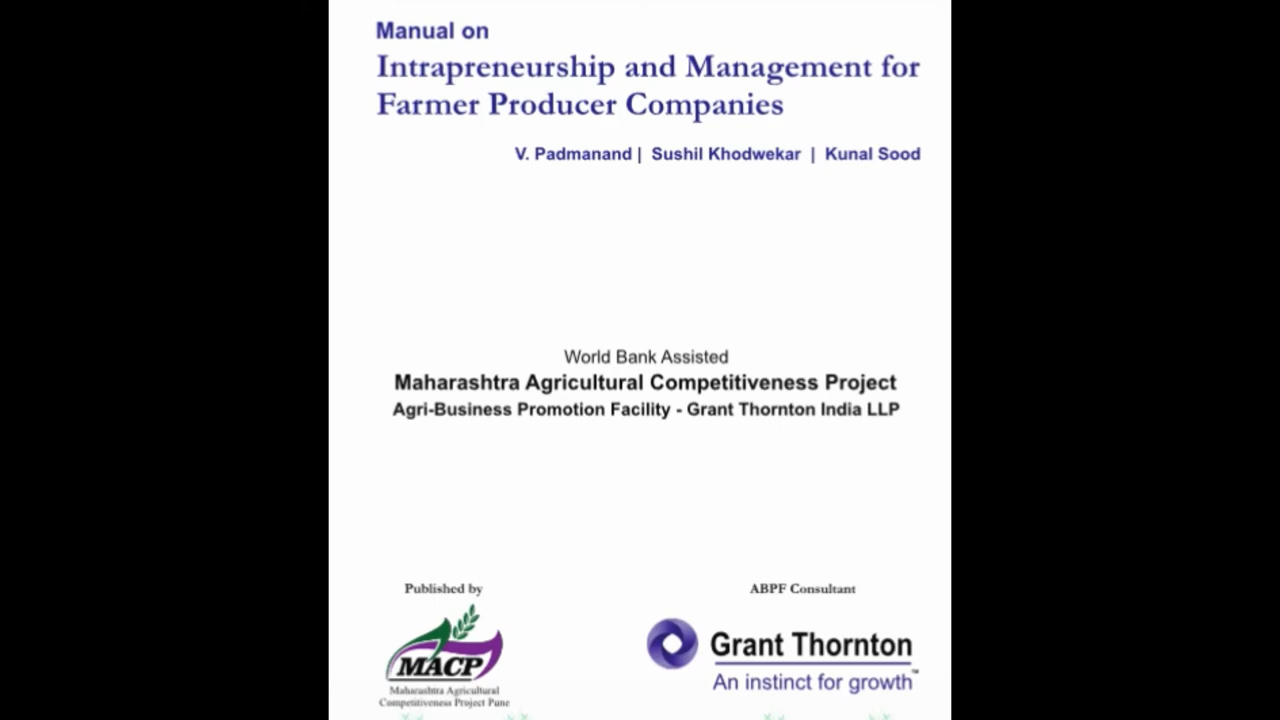 Manual on
Intrapreneurship and Management for
Farmer Producer Companies
V. Padmanand | Sushil Khodwekar | Kunal Sood
World Bank Assisted
Maharashtra Agricultural Competitiveness Project
Agri-Business Promotion Facility - Grant Thornton India LLP
Published by
ABPF Consultant
MACP
Maharashtra Agricultural
Competitiveness Project Pune
Grant Thornton
An instinct for growth™